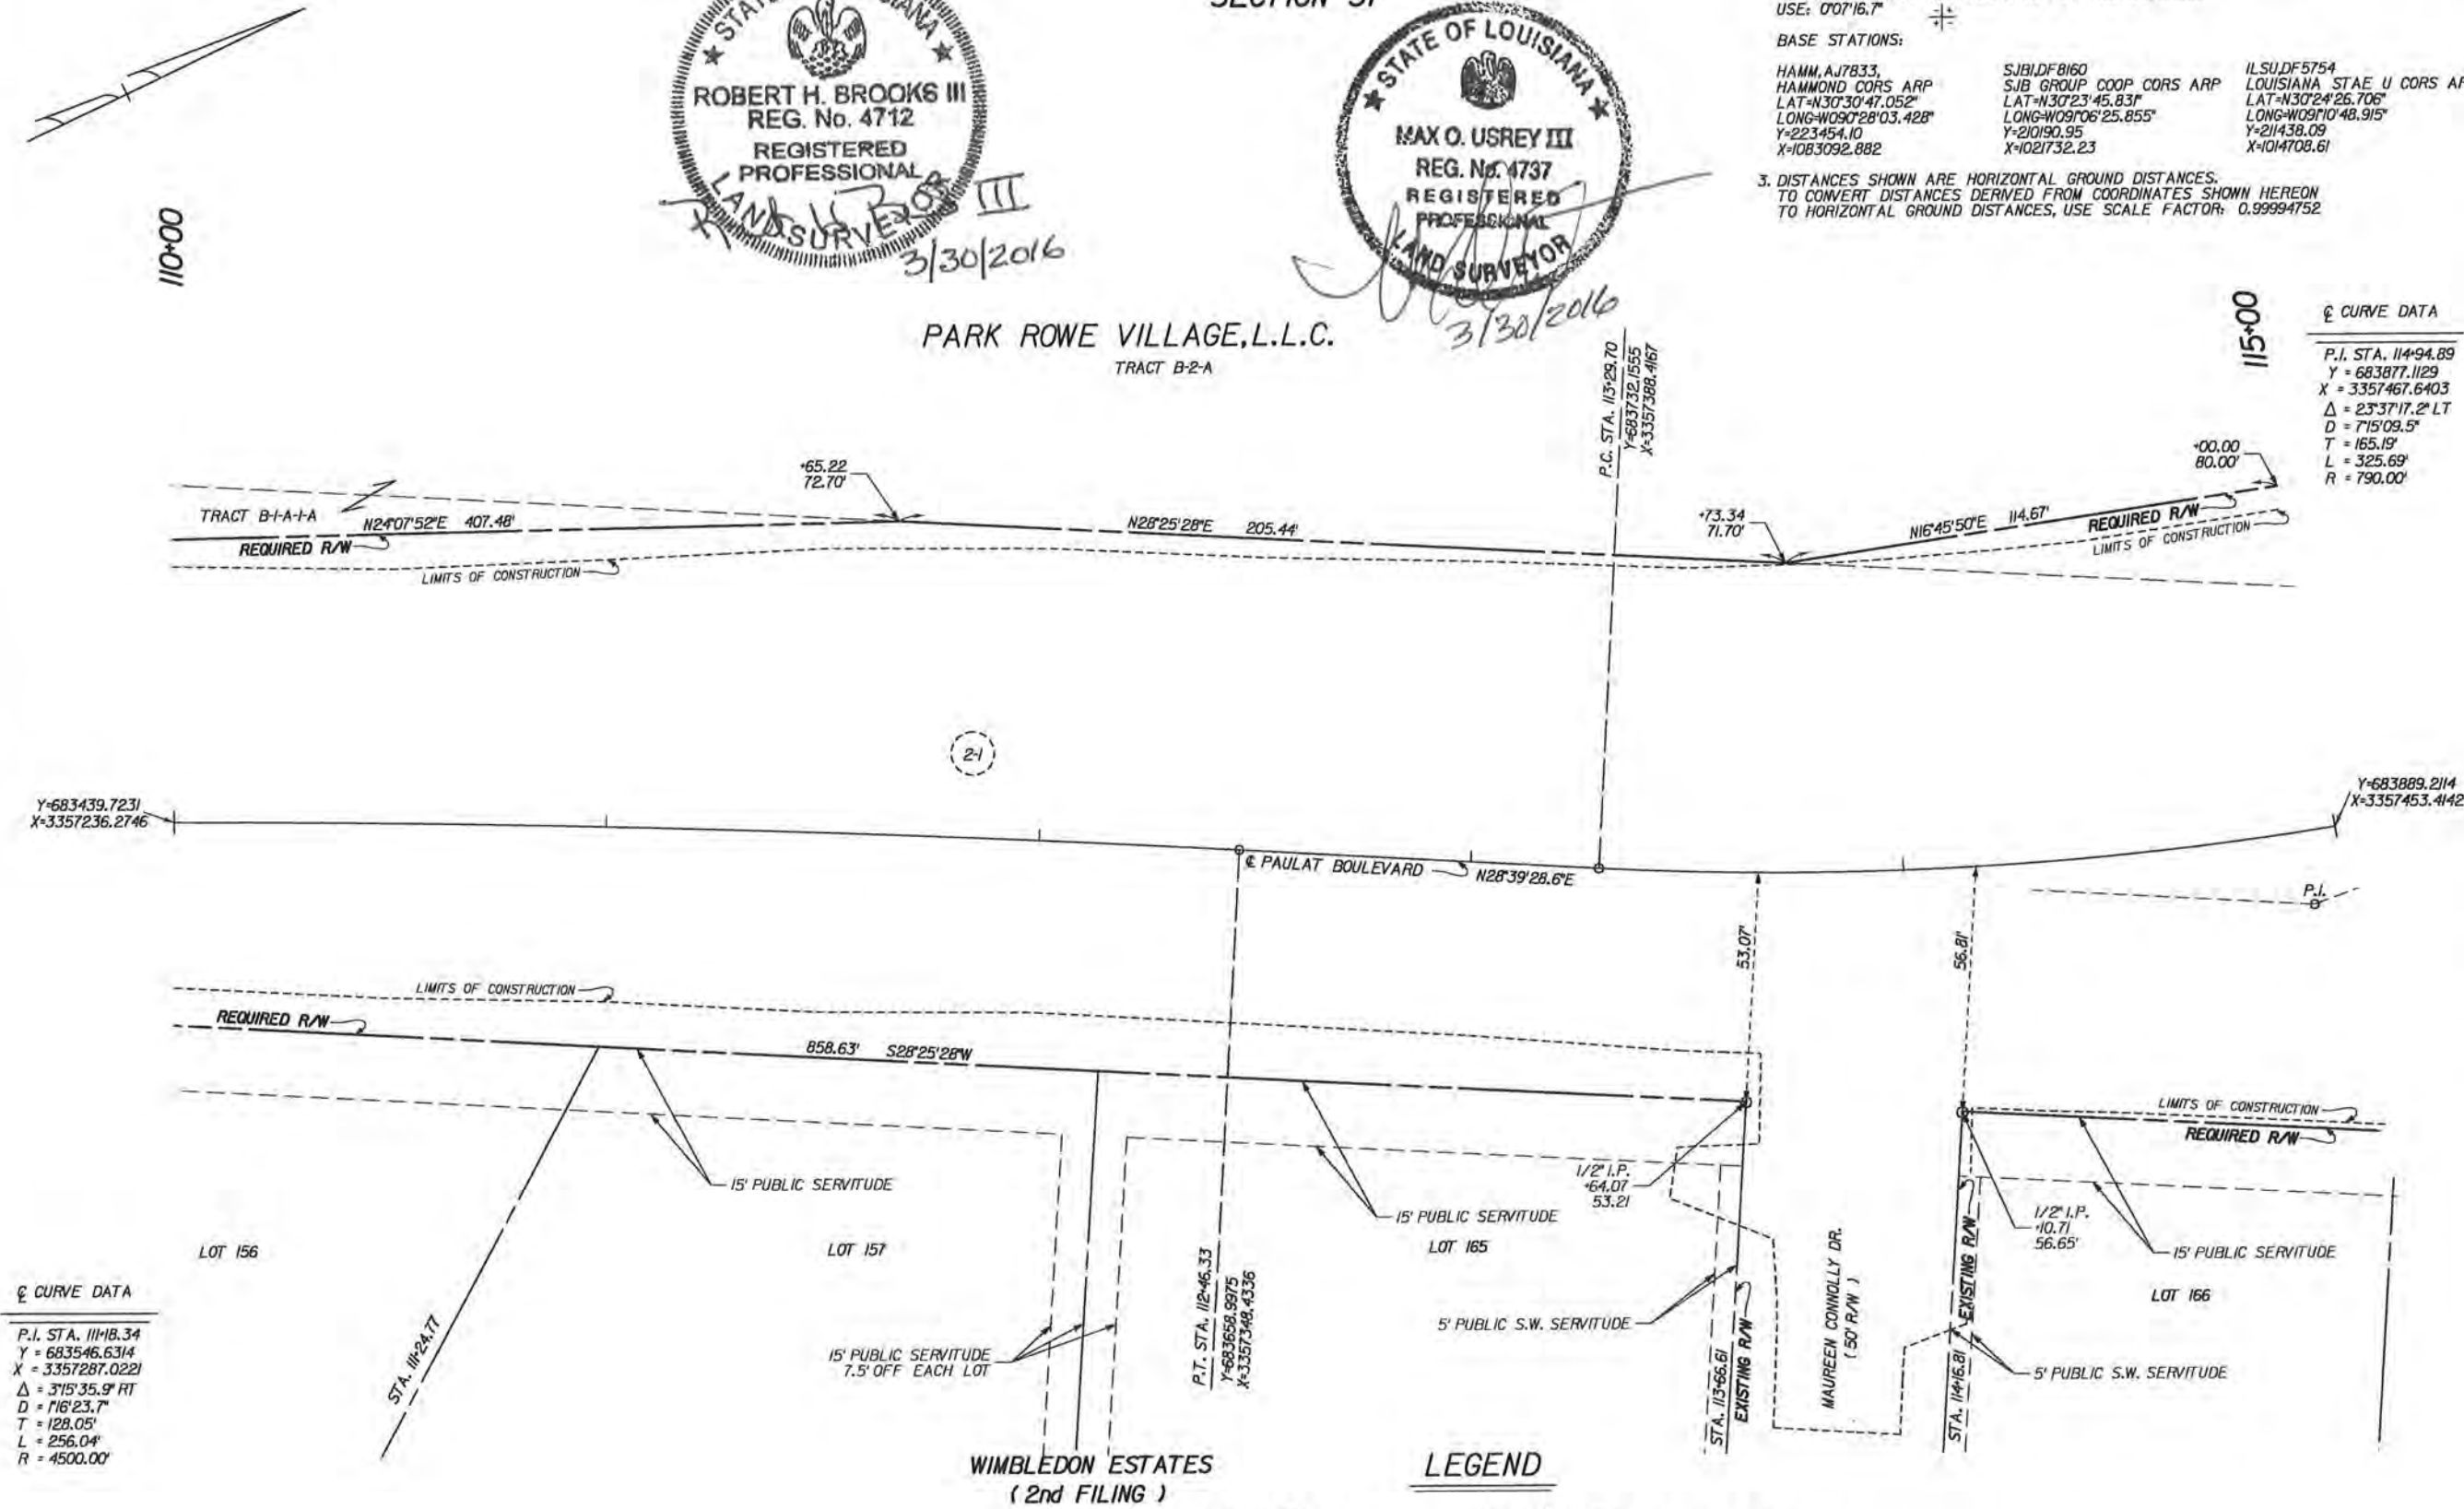 SECTION 37
USE: 0°07'16.7"
BASE STATIONS:
HAMM, AJ7833,
HAMMOND CORS ARP
LAT=N30°30'47.052"
LONG=W090°28'03.428"
Y=223454.10
X=1083092.882
SJB1,DF8160
SJB GROUP COOP CORS ARP
LAT=N30°23'45.831"
LONG=W091°06'25.855"
Y=210190.95
X=1021732.23
1LSU,DF5754
LOUISIANA STAE U CORS
LAT=N30°24'26.706"
LONG=W091°10'48.915"
Y=211438.09
X=1014708.61
3. DISTANCES SHOWN ARE HORIZONTAL GROUND DISTANCES.
TO CONVERT DISTANCES DERIVED FROM COORDINATES SHOWN HEREON
TO HORIZONTAL GROUND DISTANCES, USE SCALE FACTOR: 0.99994752
STATE OF LOUISIANA
ROBERT H. BROOKS III
REG. No. 4712
REGISTERED
PROFESSIONAL
LAND SURVEYOR
III
3/30/2016
STATE OF LOUISIANA
MAX O. USREY III
REG. No. 4737
REGISTERED
PROFESSIONAL
LAND SURVEYOR
3/30/2016
110+00
PARK ROWE VILLAGE, L.L.C.
TRACT B-2-A
P.C. STA. 113+29.70
Y=683732.1555
X=3357388.4167
115+00
℄ CURVE DATA
P.I. STA. 114+94.89
Y = 683877.1129
X = 3357467.6403
Δ = 23°37'17.2" LT
D = 7°15'09.5"
T = 165.19'
L = 325.69'
R = 790.00'
+65.22
72.70'
+00.00
80.00'
TRACT B-1-A-1-A
N24°07'52"E 407.48'
N28°25'28"E 205.44'
+73.34
71.70'
N16°45'50"E 114.67'
REQUIRED R/W
REQUIRED R/W
LIMITS OF CONSTRUCTION
LIMITS OF CONSTRUCTION
2-1
Y=683439.7231
X=3357236.2746
Y=683889.2114
X=3357453.4142
℄ PAULAT BOULEVARD
N28°39'28.6"E
P.I.
53.07'
56.81'
LIMITS OF CONSTRUCTION
REQUIRED R/W
858.63' S28°25'28"W
LIMITS OF CONSTRUCTION
REQUIRED R/W
15' PUBLIC SERVITUDE
1/2" I.P.
+64.07
53.21
15' PUBLIC SERVITUDE
1/2" I.P.
+10.71
56.65'
15' PUBLIC SERVITUDE
LOT 156
LOT 157
LOT 165
LOT 166
P.T. STA. 112+46.33
Y=683658.9975
X=3357348.4336
MAUREEN CONNOLLY DR.
( 50' R/W )
℄ CURVE DATA
P.I. STA. 111+18.34
Y = 683546.6314
X = 3357287.0221
Δ = 3°15'35.9" RT
D = 1°16'23.7"
T = 128.05'
L = 256.04'
R = 4500.00'
STA. 111+24.77
15' PUBLIC SERVITUDE
7.5' OFF EACH LOT
5' PUBLIC S.W. SERVITUDE
STA. 113+66.61
EXISTING R/W
STA. 114+16.81
EXISTING R/W
5' PUBLIC S.W. SERVITUDE
WIMBLEDON ESTATES
( 2nd FILING )
LEGEND